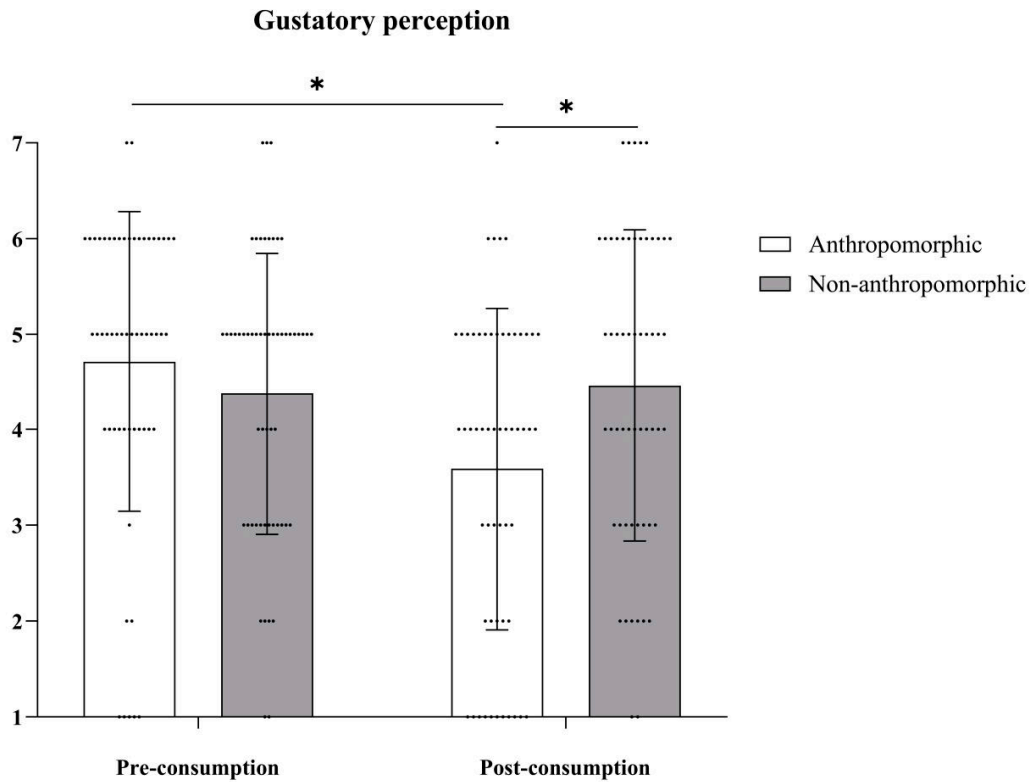 Gustatory perception
*
*
7
6
5
4
3
2
1
Anthropomorphic
Non-anthropomorphic
Pre-consumption
Post-consumption